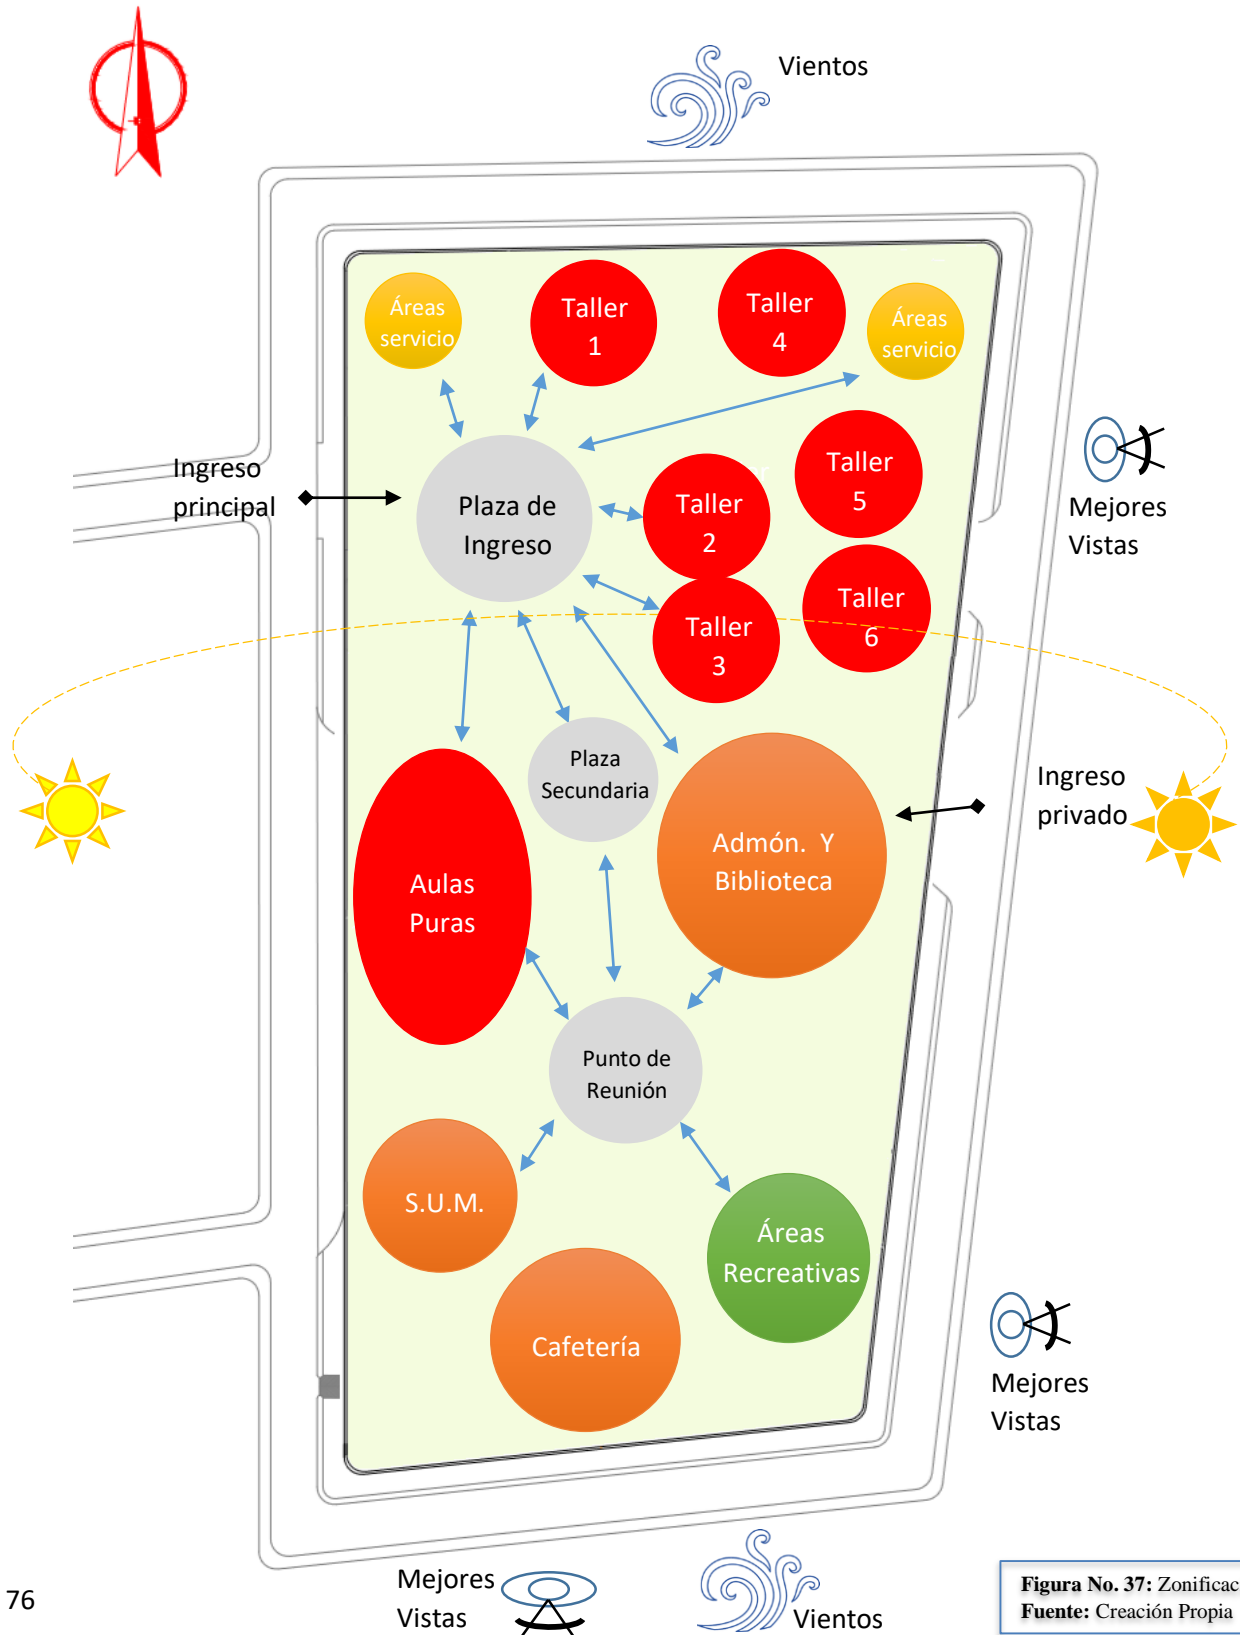 Vientos
Áreas
servicio
Taller
1
Taller
4
Áreas
servicio
Ingreso
principal
Plaza de
Ingreso
Taller
2
Taller
5
Mejores
Vistas
Taller
3
Taller
6
Plaza
Secundaria
Ingreso
privado
Admón. Y
Biblioteca
Aulas
Puras
Punto de
Reunión
S.U.M.
Áreas
Recreativas
Cafetería
Mejores
Vistas
Mejores
Vistas
Vientos
76
Figura No. 37: Zonificac
Fuente: Creación Propia